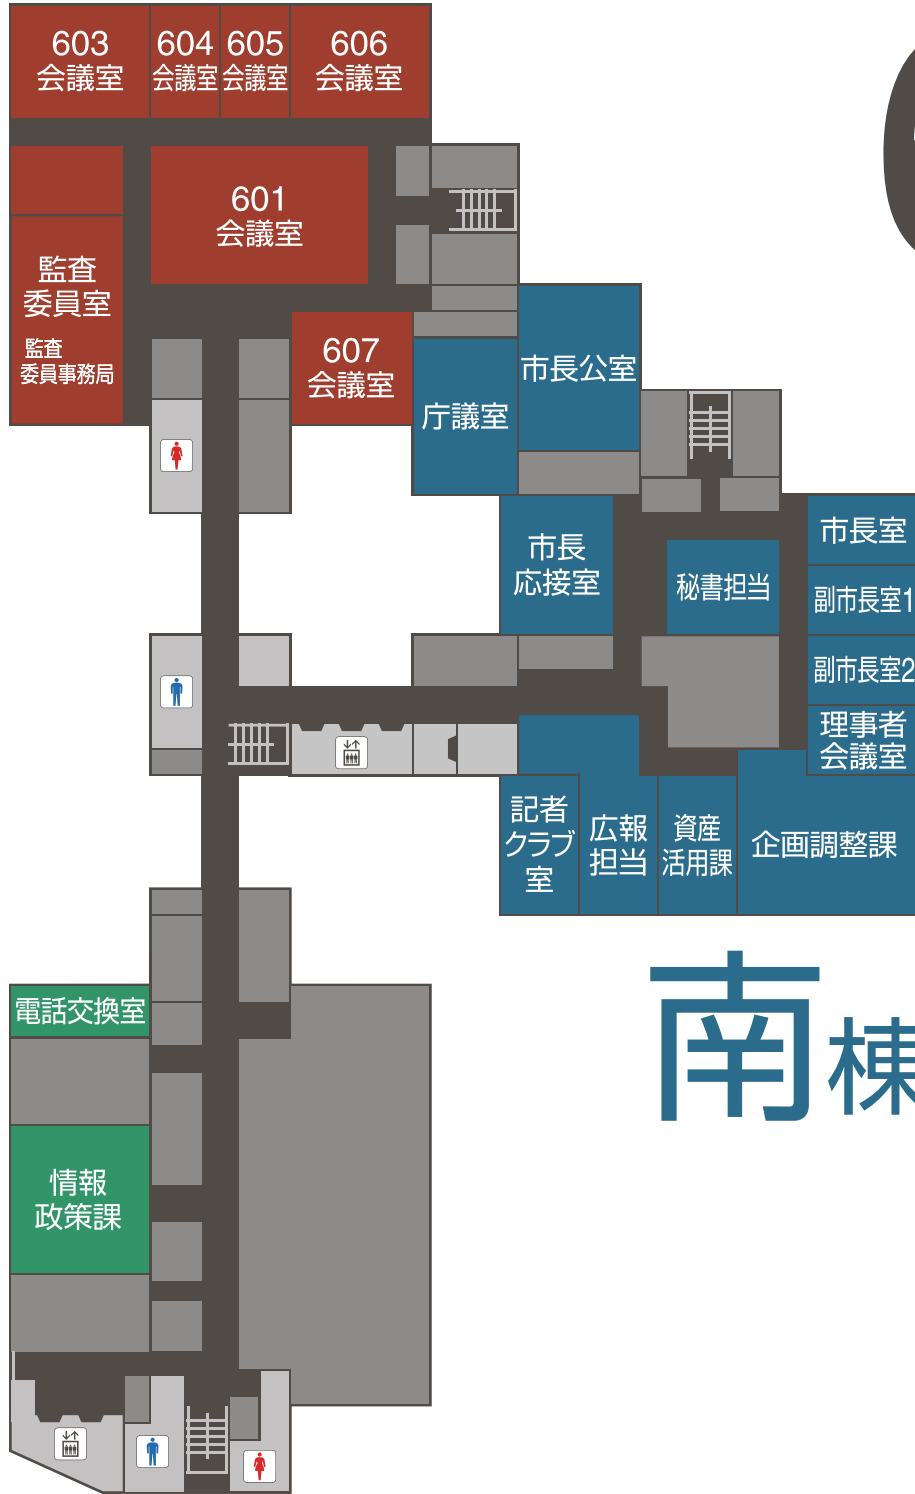 603
会議室
604
会議室
605
会議室
606
会議室
601
会議室
監査
委員室
監査
委員事務局
607
会議室
庁議室
市長公室
市長
応接室
秘書担当
市長室
副市長室1
副市長室2
理事者
会議室
記者
クラブ
室
広報
担当
資産
活用課
企画調整課
南棟
電話交換室
情報
政策課